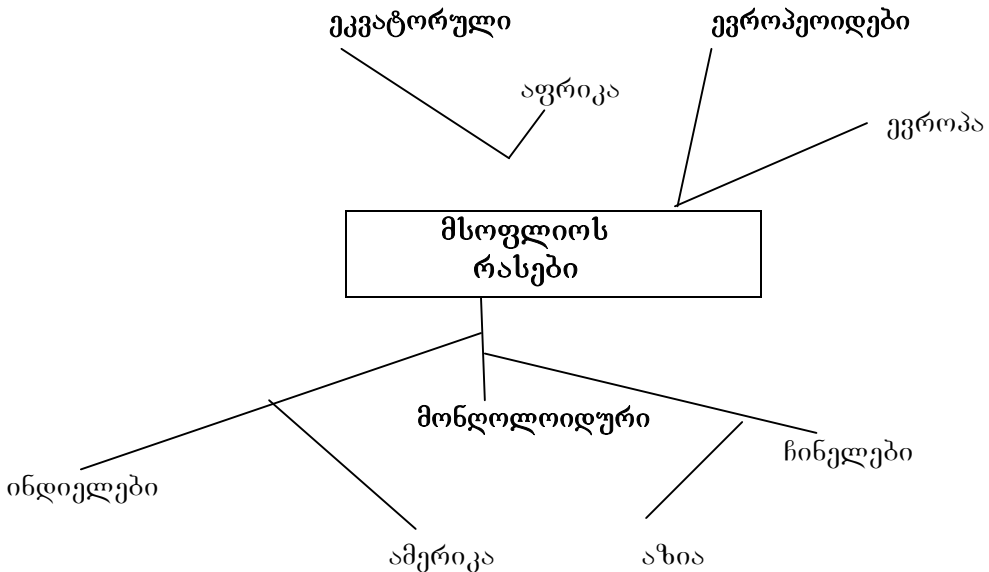 ეკვატორული
ევროპეოიდები
აფრიკა
ევროპა
მსოფლიოს
რასები
მონღოლოიდური
ჩინელები
ინდიელები
ამერიკა
აზია